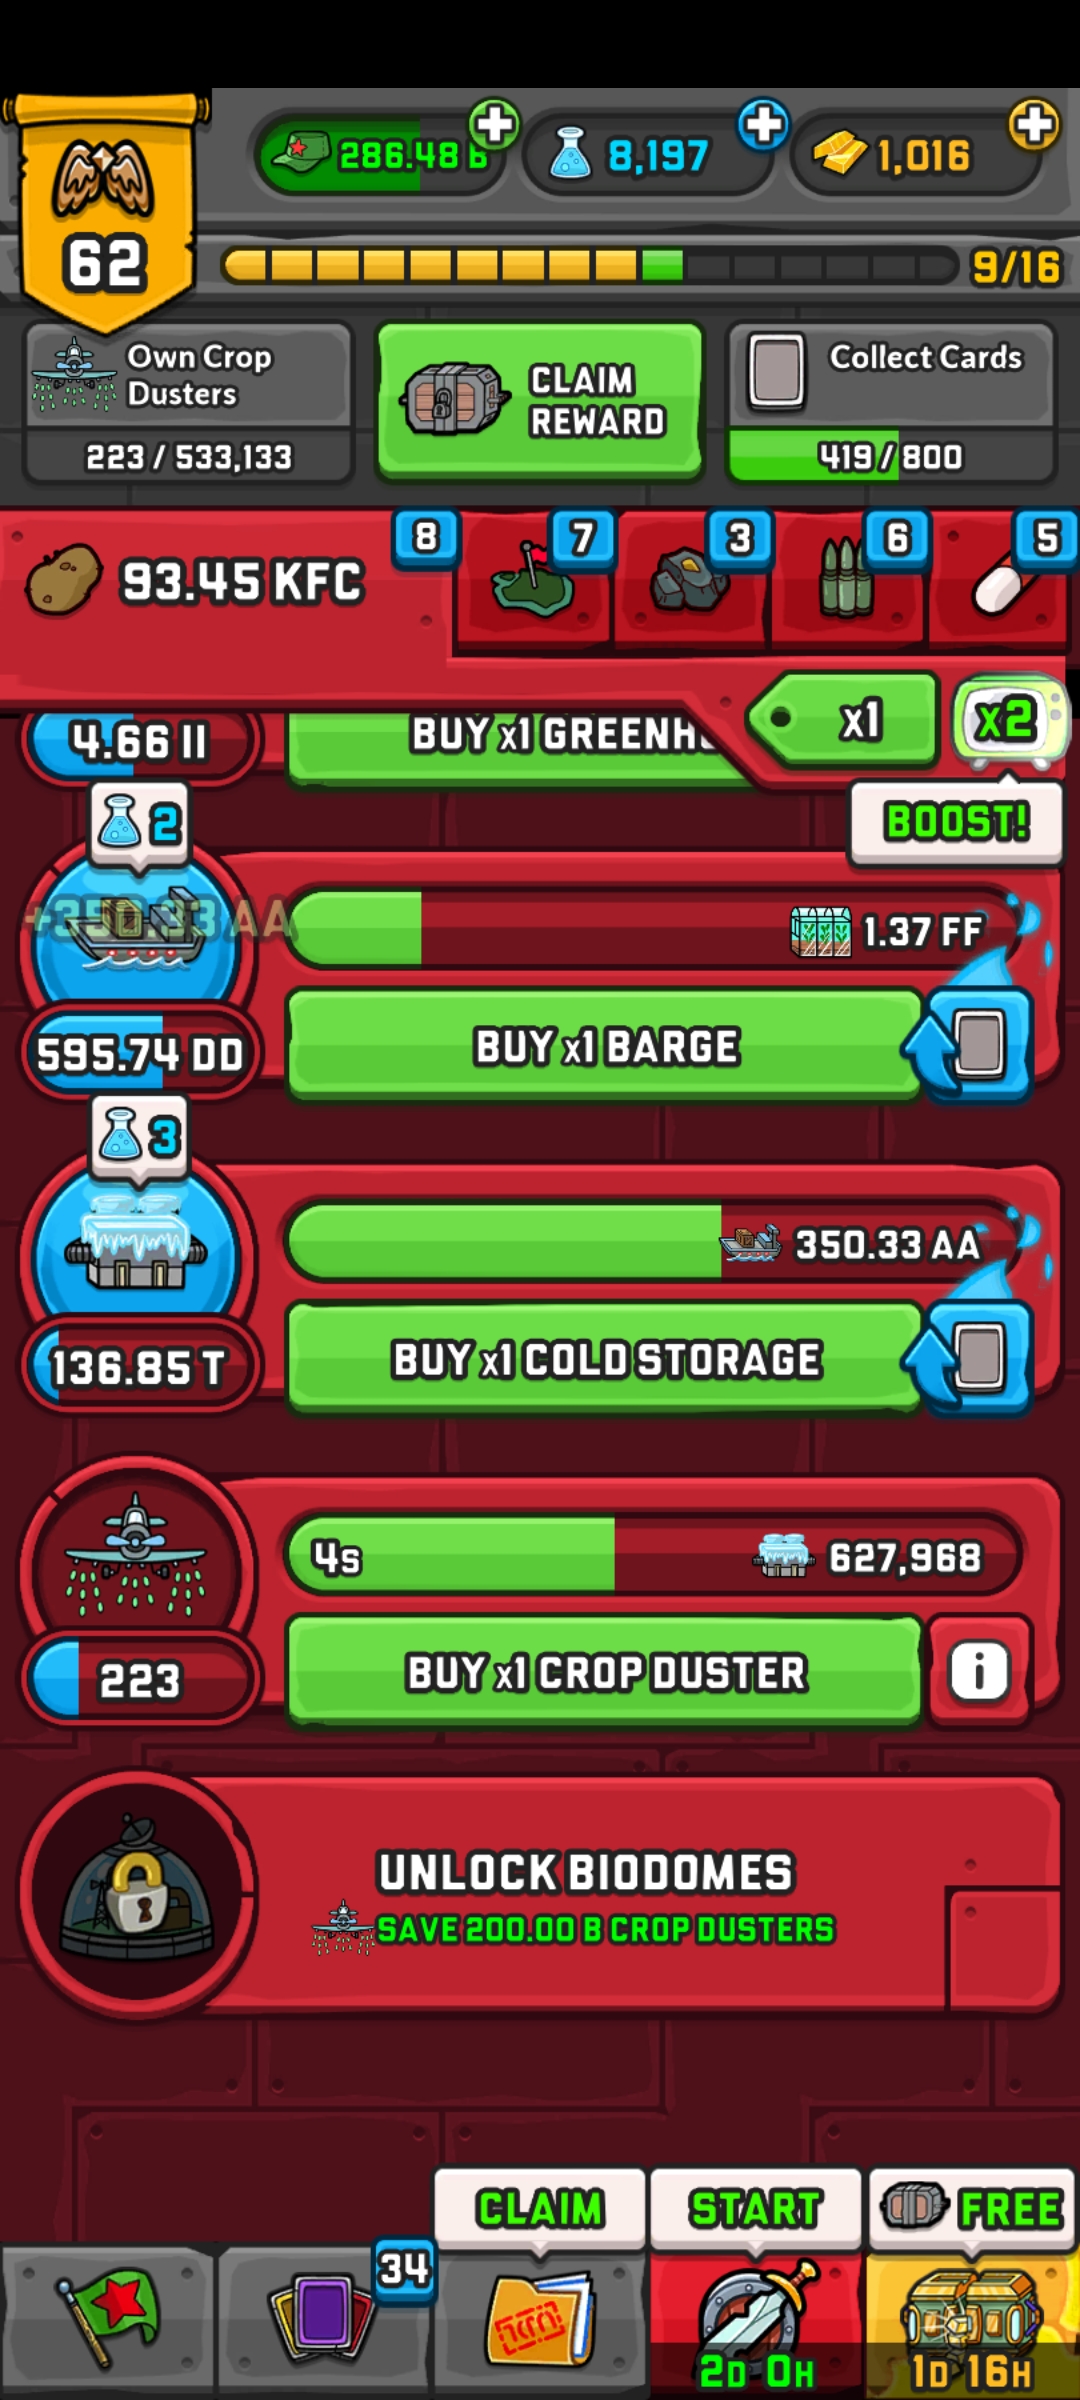 286.48 B
8,197
1,016
62
9/16
Own Crop
Dusters
223 / 533,133
CLAIM
REWARD
Collect Cards
419 / 800
93.45 KFC
8
7
3
6
5
x1
x2
BOOST!
4.66 II
BUY x1
2
+350.33 AA
1.37 FF
595.74 DD
BUY x1 BARGE
3
350.33 AA
136.85 T
BUY x1 COLD STORAGE
4s
627,968
223
BUY x1 CROP DUSTER
i
UNLOCK BIODOMES
SAVE 200.00 B CROP DUSTERS
CLAIM
START
FREE
34
2D 0H
1D 16H